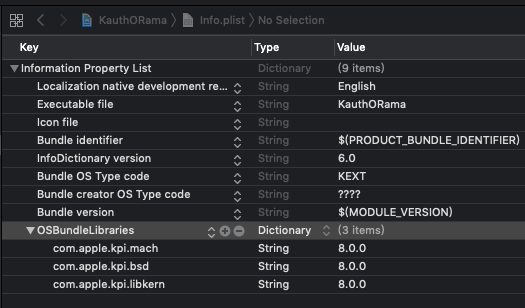 KauthORama Info.plist No Selection
Key Type Value
Information Property List Dictionary (9 items)
Localization native development re... String English
Executable file String KauthORama
Icon file String
Bundle identifier String $(PRODUCT_BUNDLE_IDENTIFIER)
InfoDictionary version String 6.0
Bundle OS Type code String KEXT
Bundle creator OS Type code String ????
Bundle version String $(MODULE_VERSION)
OSBundleLibraries Dictionary (3 items)
com.apple.kpi.mach String 8.0.0
com.apple.kpi.bsd String 8.0.0
com.apple.kpi.libkern String 8.0.0